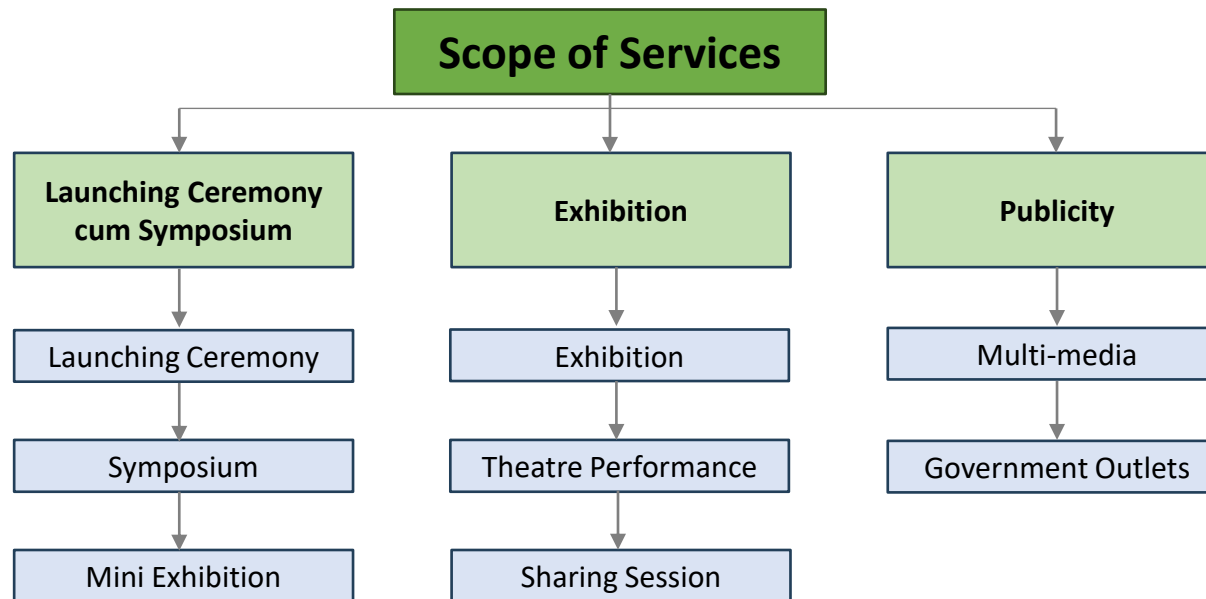 Scope of Services
Launching Ceremony
cum Symposium
Launching Ceremony
Symposium
Mini Exhibition
Exhibition
Exhibition
Theatre Performance
Sharing Session
Publicity
Multi-media
Government Outlets